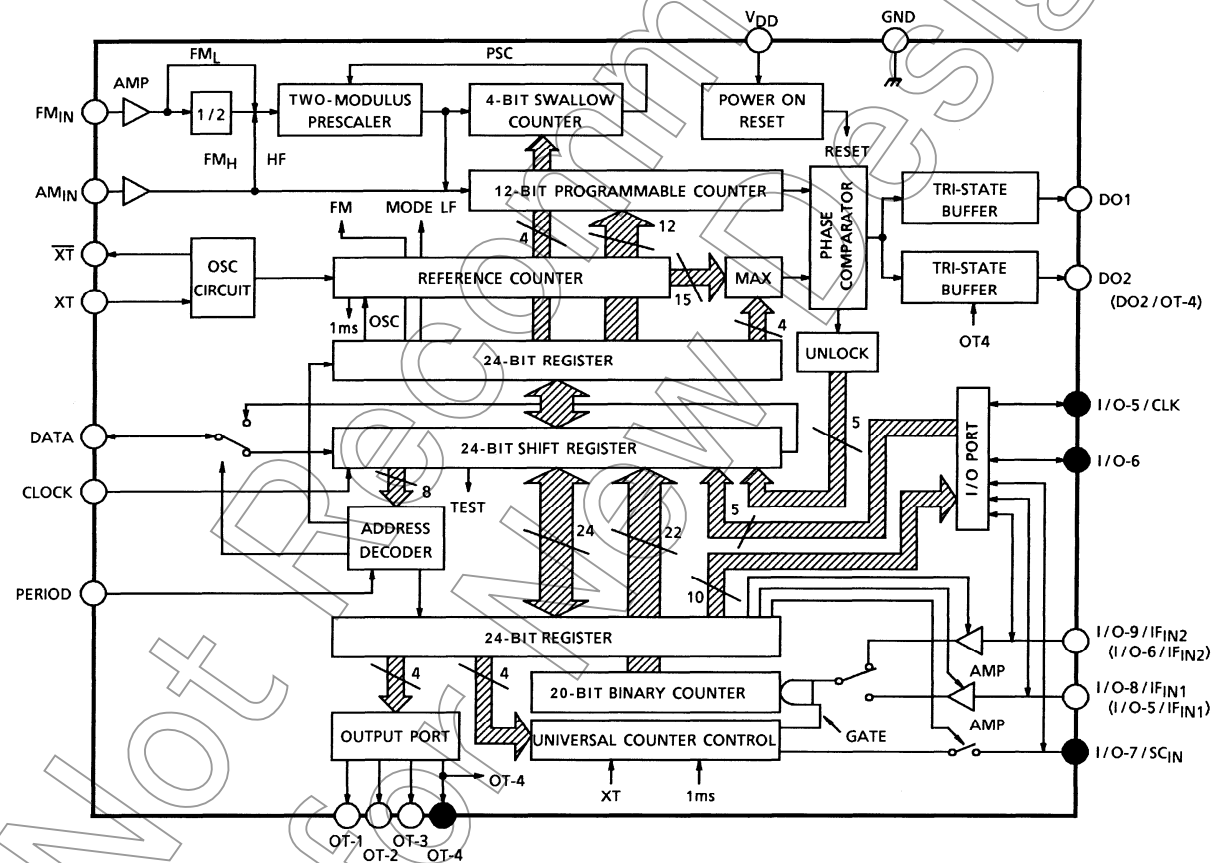 VDD
GND
FML
PSC
AMP
FMIN
1/2
TWO-MODULUS
PRESCALER
4-BIT SWALLOW
COUNTER
POWER ON
RESET
RESET
FMH
HF
AMIN
12-BIT PROGRAMMABLE COUNTER
PHASE
COMPARATOR
TRI-STATE
BUFFER
DO1
FM
MODE LF
4
12
XT
OSC
CIRCUIT
XT
REFERENCE COUNTER
15
MAX
TRI-STATE
BUFFER
DO2
(DO2/OT-4)
1ms
OSC
4
OT4
24-BIT REGISTER
UNLOCK
I/O PORT
I/O-5/CLK
DATA
24-BIT SHIFT REGISTER
5
I/O-6
CLOCK
8
TEST
5
ADDRESS
DECODER
24
22
PERIOD
10
24-BIT REGISTER
I/O-9/IFIN2
(I/O-6/IFIN2)
4
4
AMP
20-BIT BINARY COUNTER
I/O-8/IFIN1
(I/O-5/IFIN1)
AMP
OUTPUT PORT
UNIVERSAL COUNTER CONTROL
GATE
I/O-7/SCIN
OT-4
XT
1ms
OT-1
OT-2
OT-3
OT-4
Not Recommended
for New Design